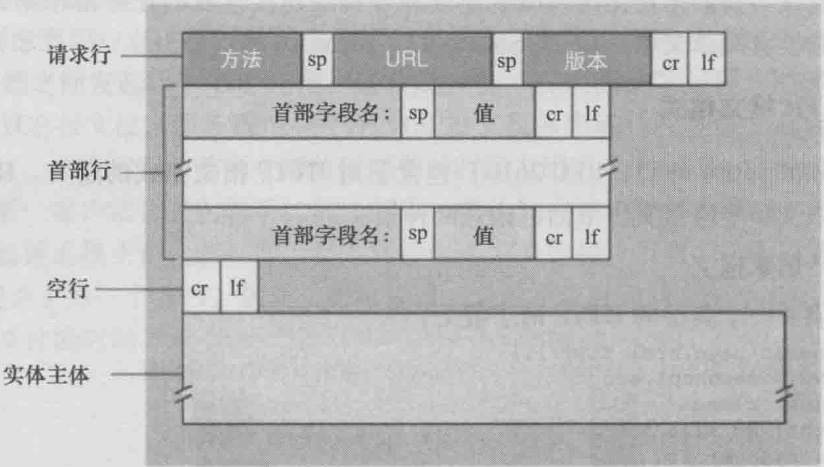 请求行 方法 sp URL sp 版本 cr lf
首部字段名: sp 值 cr lf
首部行
首部字段名: sp 值 cr lf
空行 cr lf
实体主体